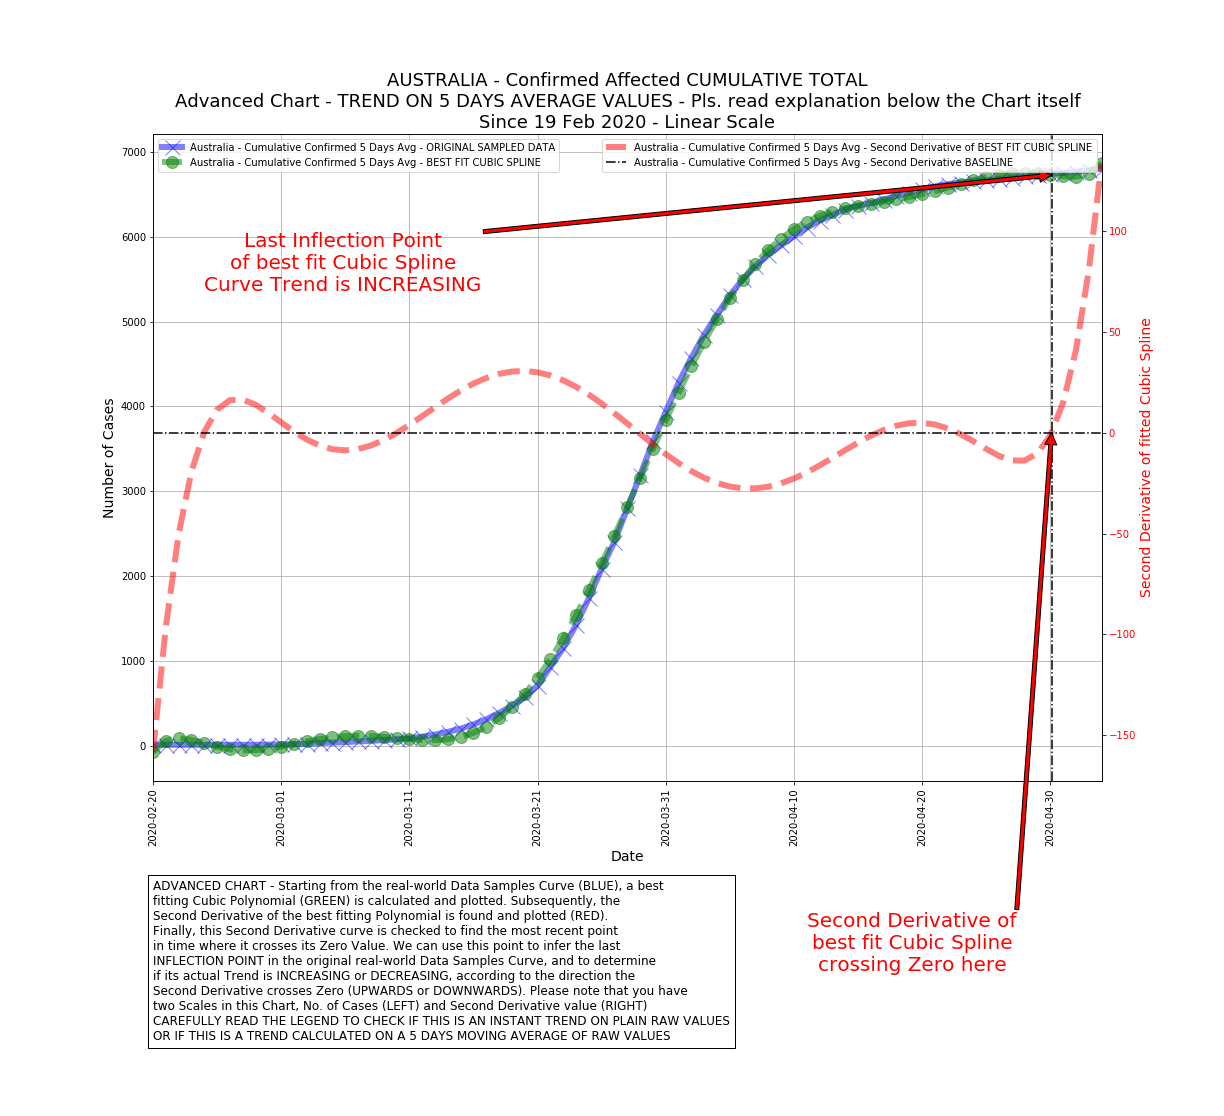 AUSTRALIA - Confirmed Affected CUMULATIVE TOTAL
Advanced Chart - TREND ON 5 DAYS AVERAGE VALUES - Pls. read explanation below the Chart itself
Since 19 Feb 2020 - Linear Scale
Australia - Cumulative Confirmed 5 Days Avg - ORIGINAL SAMPLED DATA
Australia - Cumulative Confirmed 5 Days Avg - BEST FIT CUBIC SPLINE
Australia - Cumulative Confirmed 5 Days Avg - Second Derivative of BEST FIT CUBIC SPLINE
Australia - Cumulative Confirmed 5 Days Avg - Second Derivative BASELINE
Last Inflection Point
of best fit Cubic Spline
Curve Trend is INCREASING
Number of Cases
7000
6000
5000
4000
3000
2000
1000
0
100
50
0
−50
−100
−150
Second Derivative of fitted Cubic Spline
2020-02-20
2020-03-01
2020-03-11
2020-03-21
2020-03-31
2020-04-10
2020-04-20
2020-04-30
Date
ADVANCED CHART - Starting from the real-world Data Samples Curve (BLUE), a best
fitting Cubic Polynomial (GREEN) is calculated and plotted. Subsequently, the
Second Derivative of the best fitting Polynomial is found and plotted (RED).
Finally, this Second Derivative curve is checked to find the most recent point
in time where it crosses its Zero Value. We can use this point to infer the last
INFLECTION POINT in the original real-world Data Samples Curve, and to determine
if its actual Trend is INCREASING or DECREASING, according to the direction the
Second Derivative crosses Zero (UPWARDS or DOWNWARDS). Please note that you have
two Scales in this Chart, No. of Cases (LEFT) and Second Derivative value (RIGHT)
CAREFULLY READ THE LEGEND TO CHECK IF THIS IS AN INSTANT TREND ON PLAIN RAW VALUES
OR IF THIS IS A TREND CALCULATED ON A 5 DAYS MOVING AVERAGE OF RAW VALUES
Second Derivative of
best fit Cubic Spline
crossing Zero here